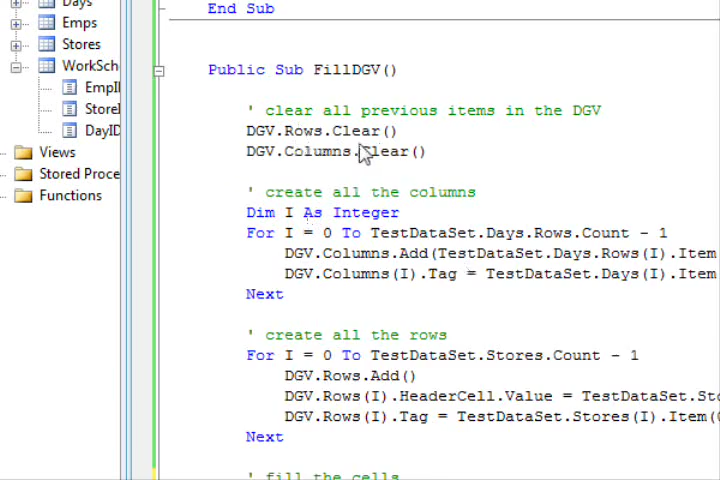 Days
Emps
Stores
WorkSch
EmpI
StoreI
DayID
Views
Stored Proce
Functions
End Sub
Public Sub FillDGV()
' clear all previous items in the DGV
DGV.Rows.Clear()
DGV.Columns.Clear()
' create all the columns
Dim I As Integer
For I = 0 To TestDataSet.Days.Rows.Count - 1
DGV.Columns.Add(TestDataSet.Days.Rows(I).Item
DGV.Columns(I).Tag = TestDataSet.Days(I).Item
Next
' create all the rows
For I = 0 To TestDataSet.Stores.Count - 1
DGV.Rows.Add()
DGV.Rows(I).HeaderCell.Value = TestDataSet.Sto
DGV.Rows(I).Tag = TestDataSet.Stores(I).Item(0
Next
' fill the cells